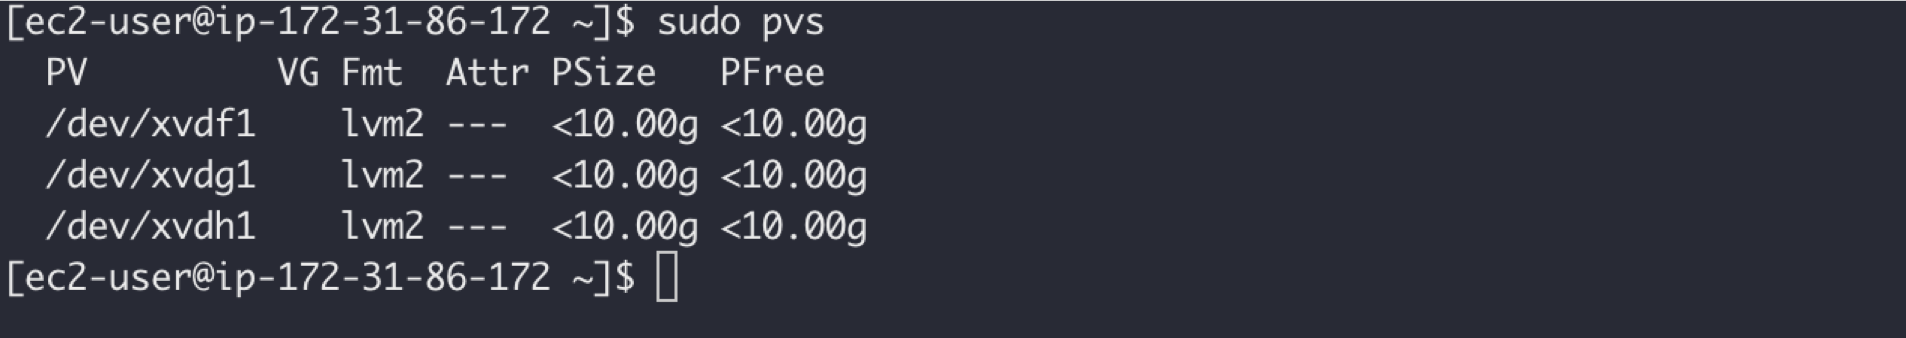 [ec2-user@ip-172-31-86-172 ~]$ sudo pvs
  PV         VG Fmt  Attr PSize   PFree
  /dev/xvdf1    lvm2 ---  <10.00g <10.00g
  /dev/xvdg1    lvm2 ---  <10.00g <10.00g
  /dev/xvdh1    lvm2 ---  <10.00g <10.00g
[ec2-user@ip-172-31-86-172 ~]$